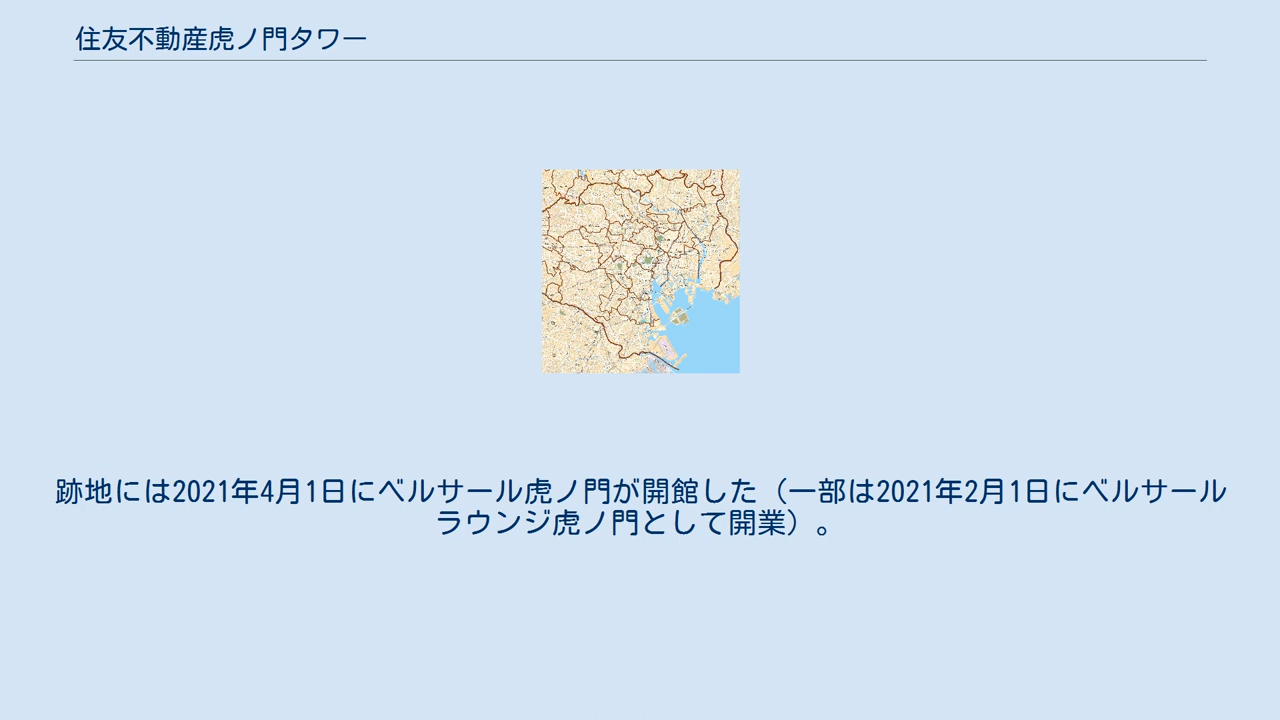 住友不動産虎ノ門タワー
跡地には2021年4月1日にベルサール虎ノ門が開館した（一部は2021年2月1日にベルサール
ラウンジ虎ノ門として開業）。